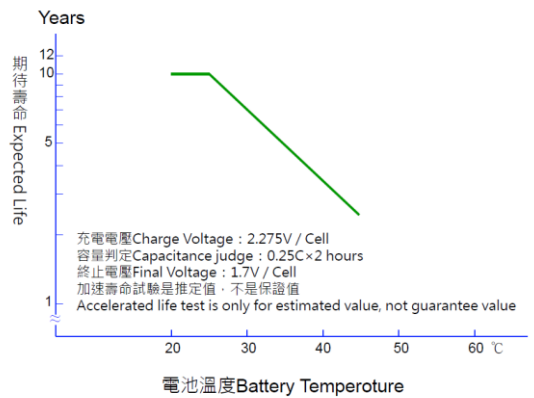 Years
期待壽命 Expected Life
12
10
5
1
充電電壓Charge Voltage：2.275V / Cell
容量判定Capacitance judge：0.25C×2 hours
終止電壓Final Voltage：1.7V / Cell
加速壽命試驗是推定值，不是保證值
Accelerated life test is only for estimated value, not guarantee value
20 30 40 50 60 ℃
電池溫度Battery Temperoture